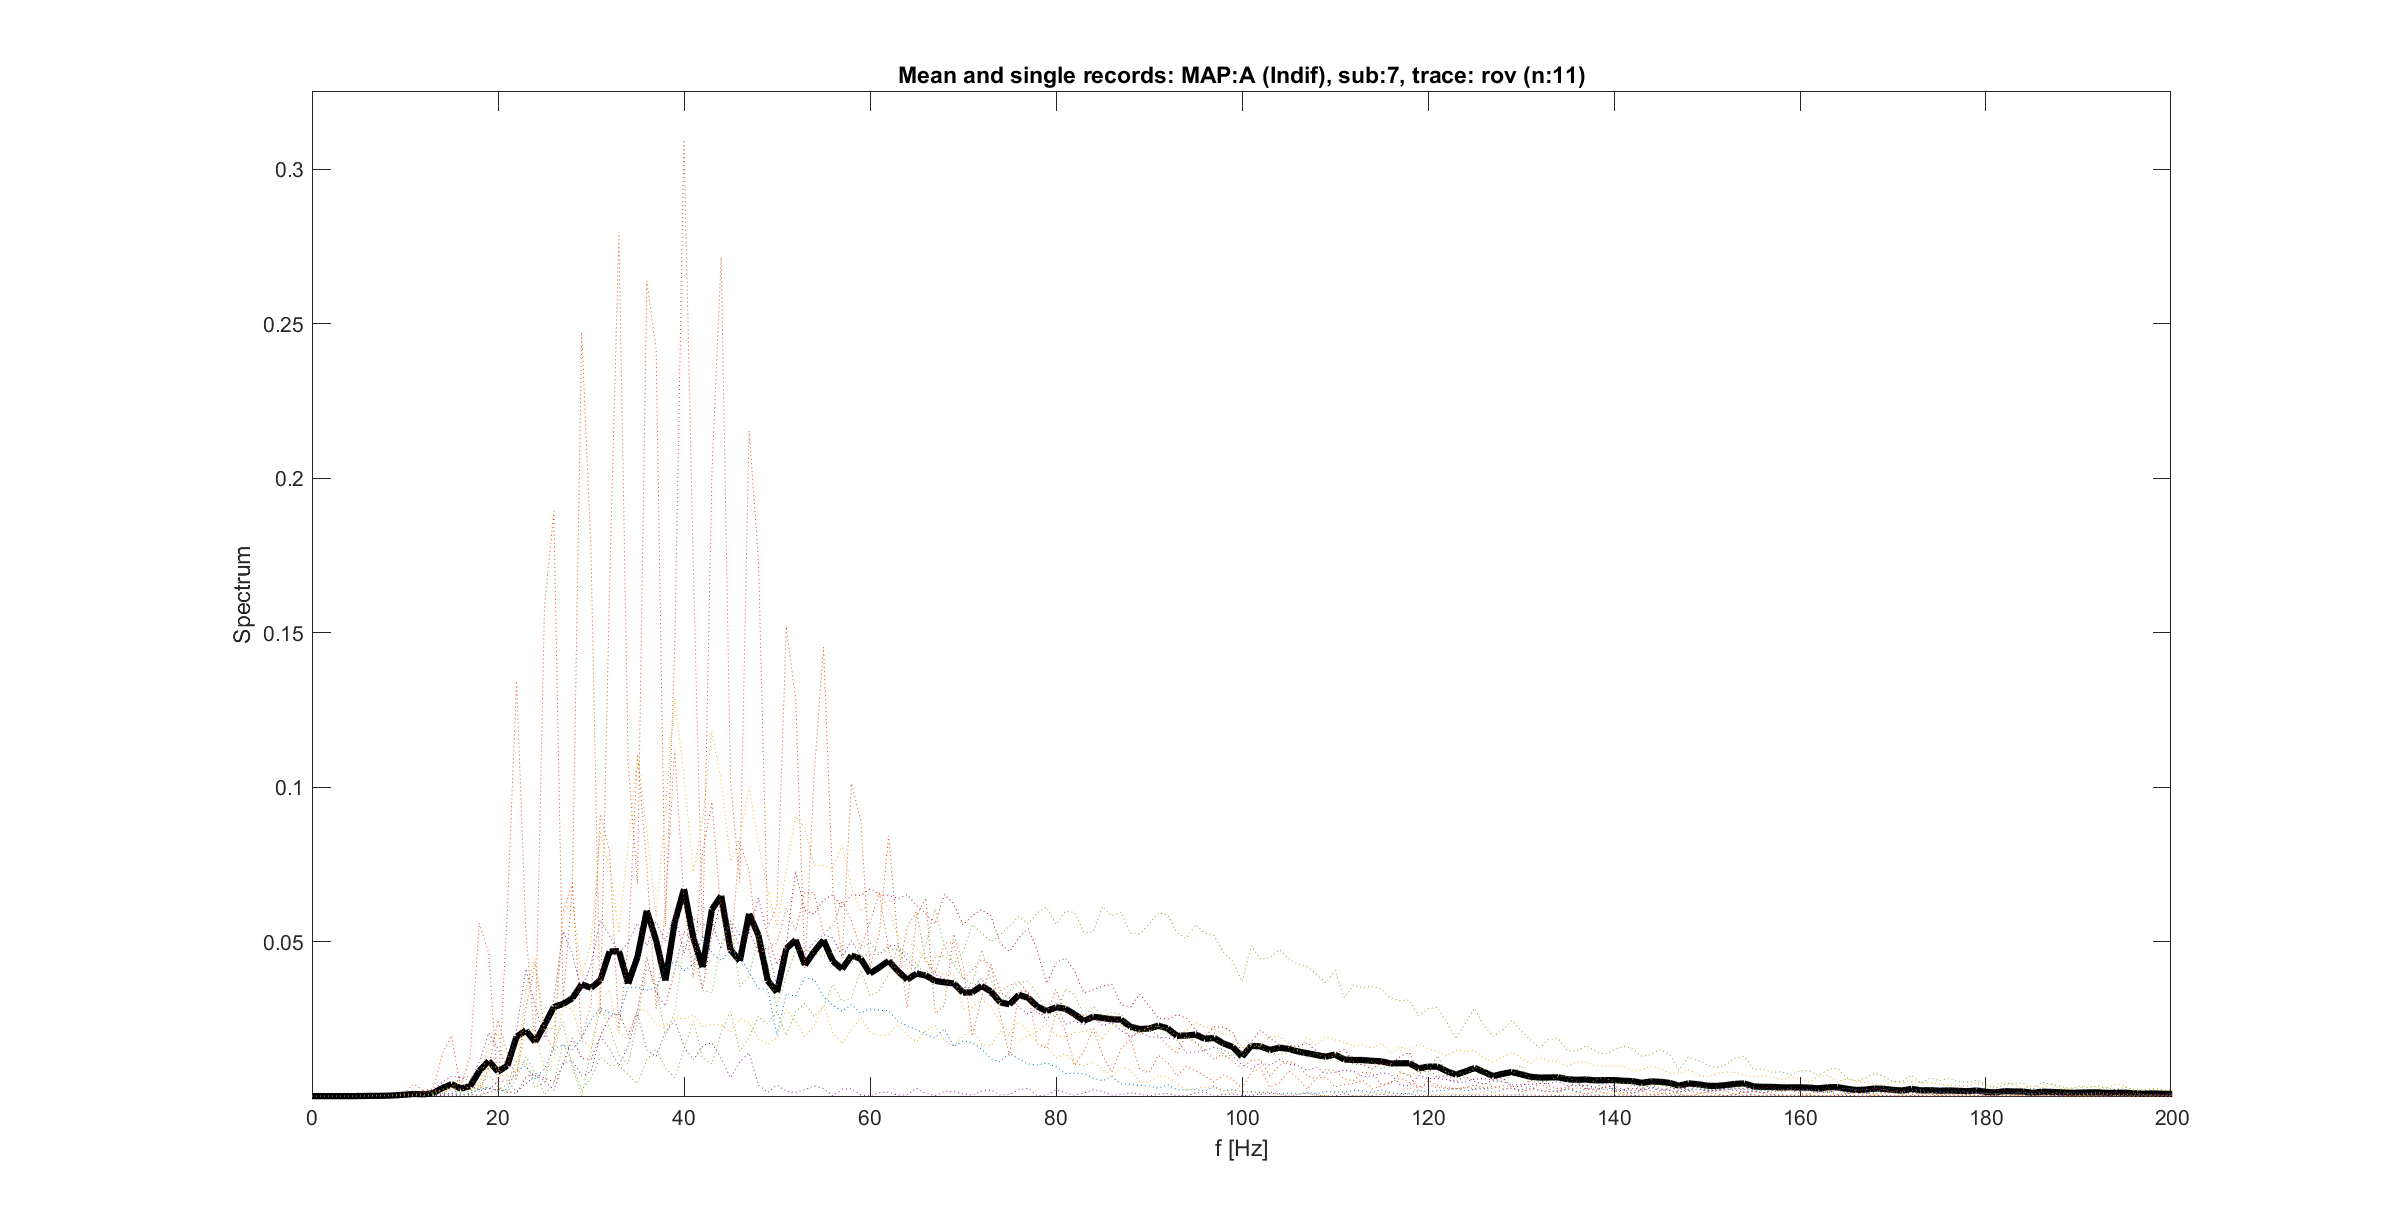 Mean and single records: MAP:A (Indif), sub:7, trace: rov (n:11)
0.3
0.25
0.2
0.15
0.1
0.05
Spectrum
0 20 40 60 80 100 120 140 160 180 200
f [Hz]